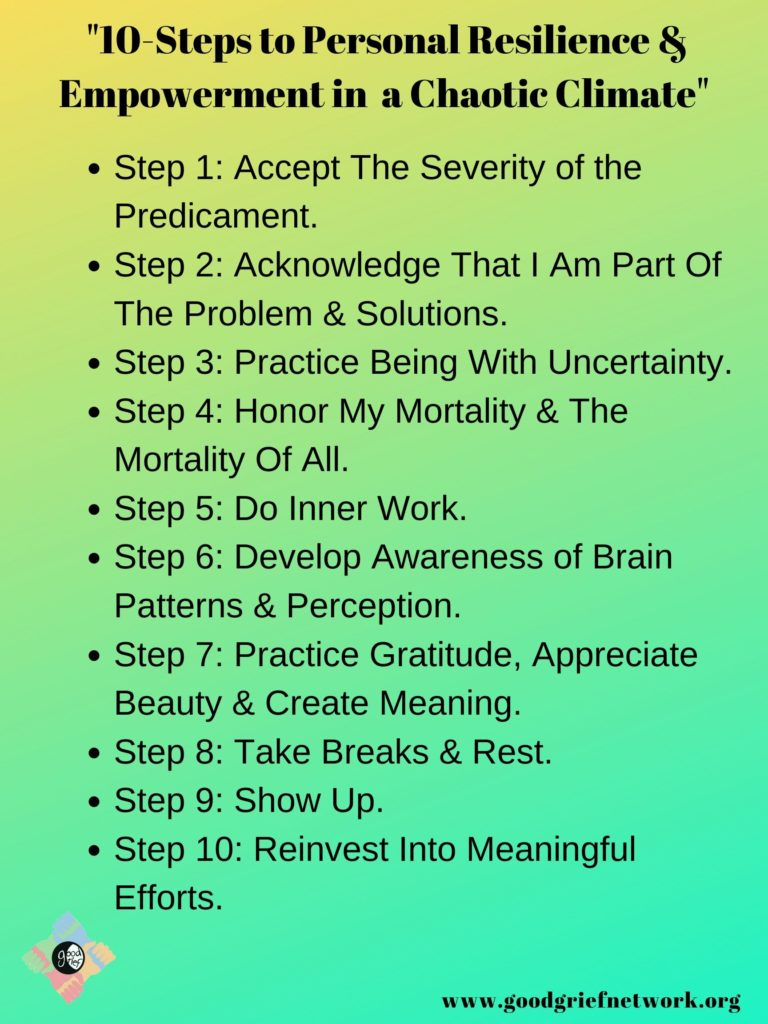 "10-Steps to Personal Resilience &
Empowerment in a Chaotic Climate"
• Step 1: Accept The Severity of the
Predicament.
• Step 2: Acknowledge That I Am Part Of
The Problem & Solutions.
• Step 3: Practice Being With Uncertainty.
• Step 4: Honor My Mortality & The
Mortality Of All.
• Step 5: Do Inner Work.
• Step 6: Develop Awareness of Brain
Patterns & Perception.
• Step 7: Practice Gratitude, Appreciate
Beauty & Create Meaning.
• Step 8: Take Breaks & Rest.
• Step 9: Show Up.
• Step 10: Reinvest Into Meaningful
Efforts.
good
grief
www.goodgriefnetwork.org